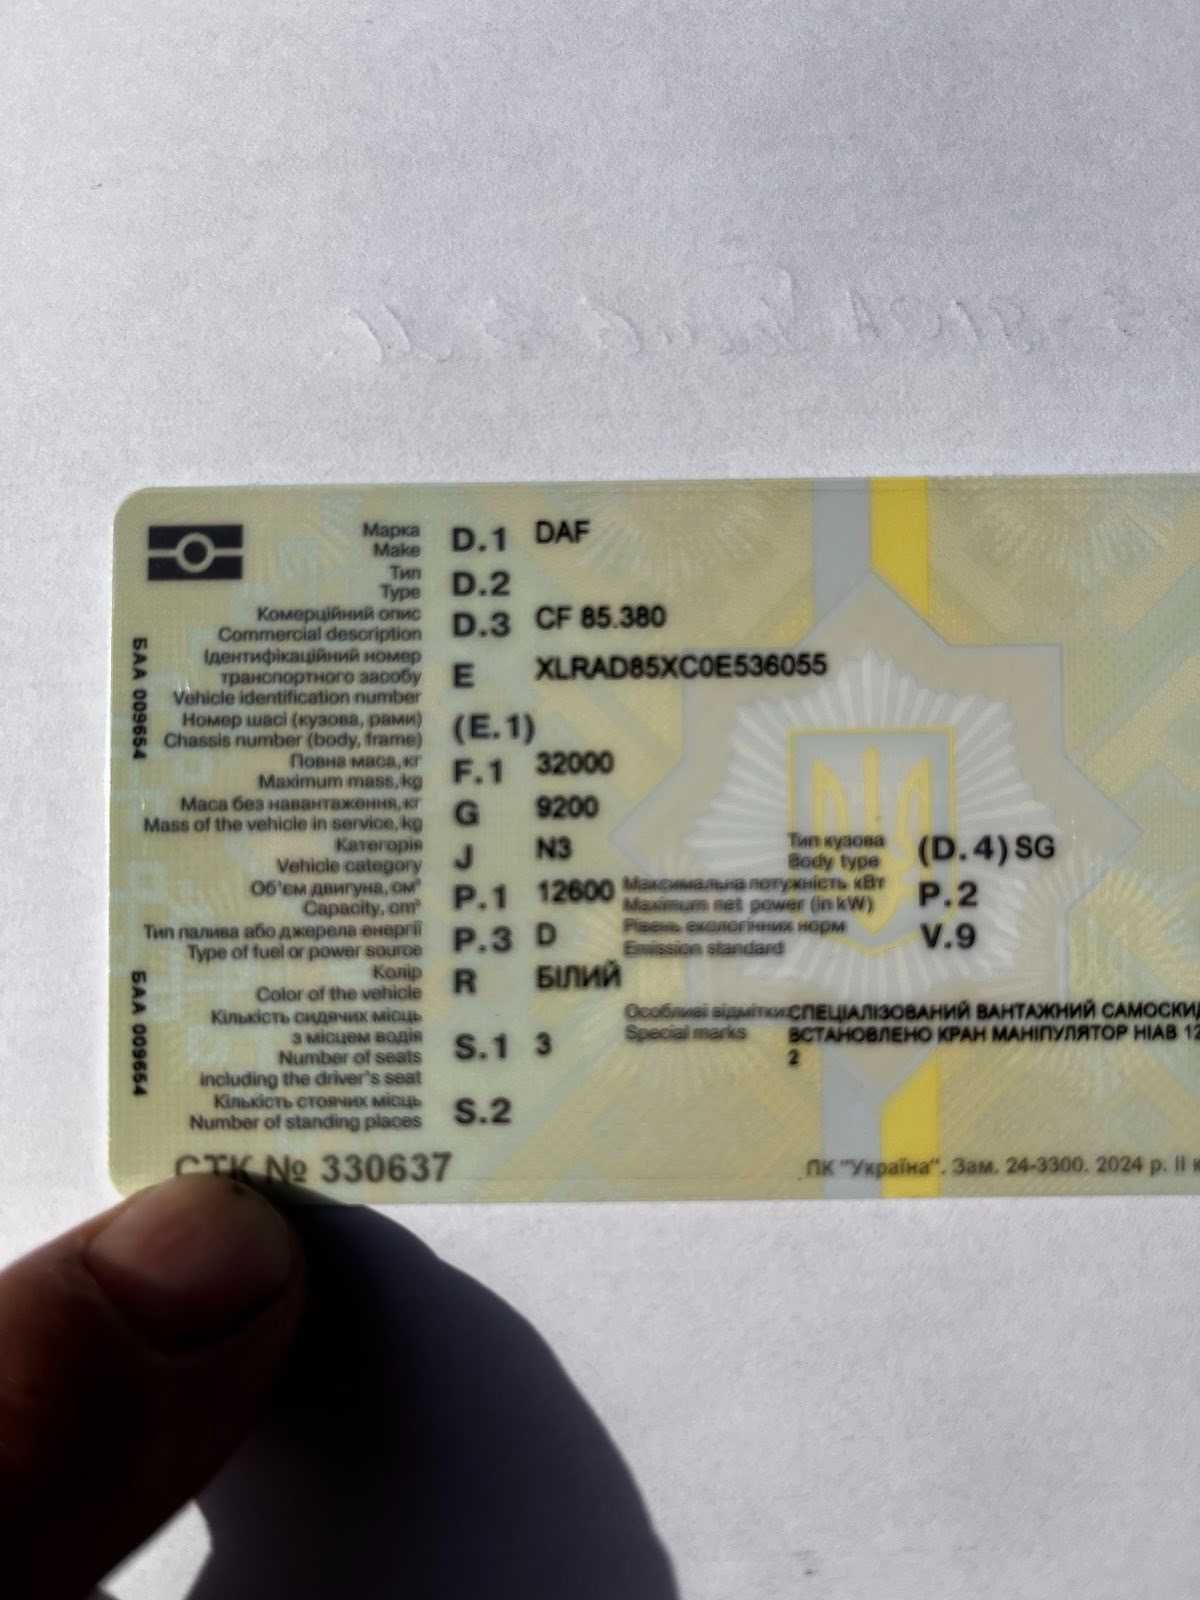 Марка D.1 DAF
Make
Тип D.2
Type
Комерційний опис D.3 CF 85.380
Commercial description
Ідентифікаційний номер
транспортного засобу E XLRAD85XC0E536055
Vehicle identification number
Номер шасі (кузова, рами) (E.1)
Chassis number (body, frame)
Повна маса, кг F.1 32000
Maximum mass, kg
Маса без навантаження, кг G 9200
Mass of the vehicle in service, kg
Категорія J N3
Vehicle category
Тип кузова (D.4) SG
Body type
Об'єм двигуна, см³ P.1 12600
Capacity, cm³
Максимальна потужність кВт P.2
Maximum net power (in kW)
Тип палива або джерела енергії P.3 D
Type of fuel or power source
Рівень екологічних норм V.9
Emission standard
Колір R БІЛИЙ
Color of the vehicle
Кількість сидячих місць
з місцем водія S.1 3
Number of seats
including the driver's seat
Особливі відмітки СПЕЦІАЛІЗОВАНИЙ ВАНТАЖНИЙ
Special marks ВСТАНОВЛЕНО КРАН МАНІПУЛЯТОР HIAB
2
Кількість стоячих місць S.2
Number of standing places
СТК № 330637
ПК "Україна". Зам. 24-3300. 2024 р. II
БАА 009654
БАА 009654